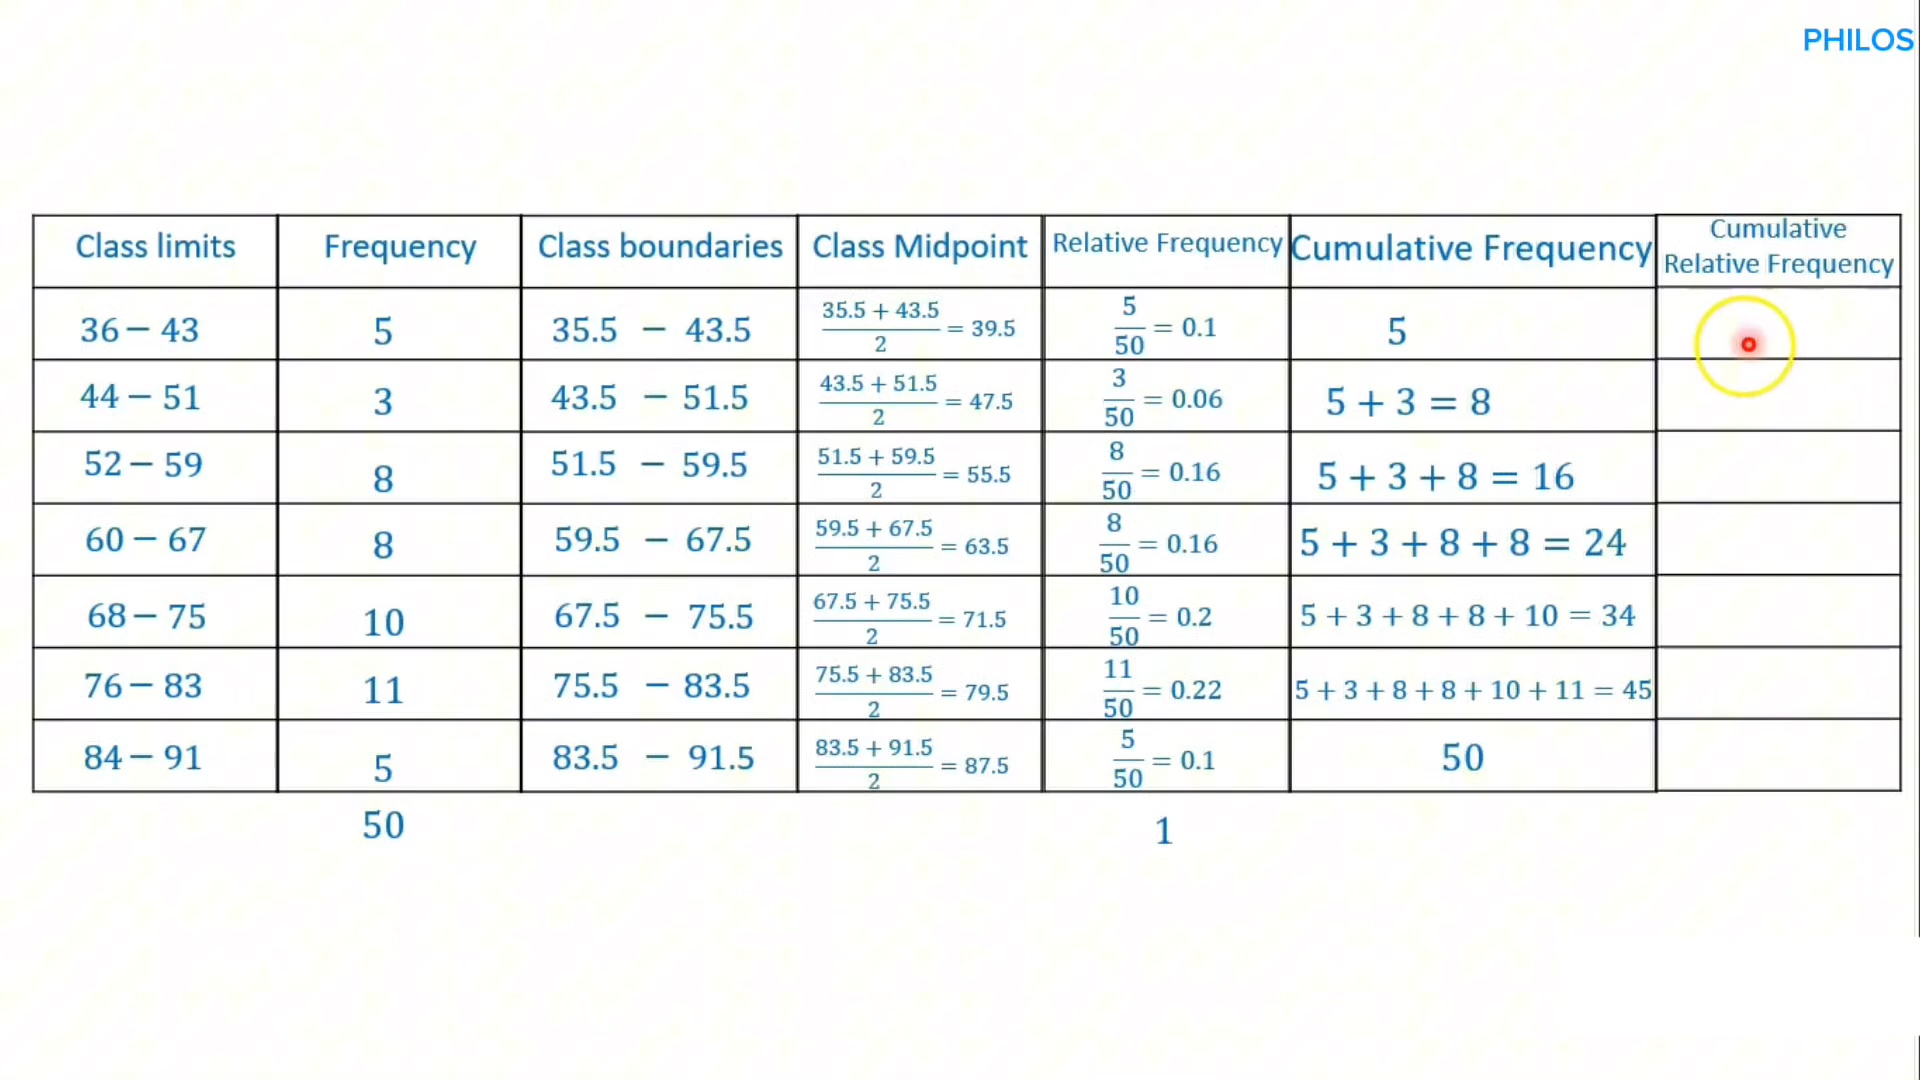 PHILOS
Class limits Frequency Class boundaries Class Midpoint Relative Frequency Cumulative Frequency Cumulative Relative Frequency
36 − 43 5 35.5 − 43.5 35.5 + 43.5 / 2 = 39.5 5 / 50 = 0.1 5
44 − 51 3 43.5 − 51.5 43.5 + 51.5 / 2 = 47.5 3 / 50 = 0.06 5 + 3 = 8
52 − 59 8 51.5 − 59.5 51.5 + 59.5 / 2 = 55.5 8 / 50 = 0.16 5 + 3 + 8 = 16
60 − 67 8 59.5 − 67.5 59.5 + 67.5 / 2 = 63.5 8 / 50 = 0.16 5 + 3 + 8 + 8 = 24
68 − 75 10 67.5 − 75.5 67.5 + 75.5 / 2 = 71.5 10 / 50 = 0.2 5 + 3 + 8 + 8 + 10 = 34
76 − 83 11 75.5 − 83.5 75.5 + 83.5 / 2 = 79.5 11 / 50 = 0.22 5 + 3 + 8 + 8 + 10 + 11 = 45
84 − 91 5 83.5 − 91.5 83.5 + 91.5 / 2 = 87.5 5 / 50 = 0.1 50
50 1